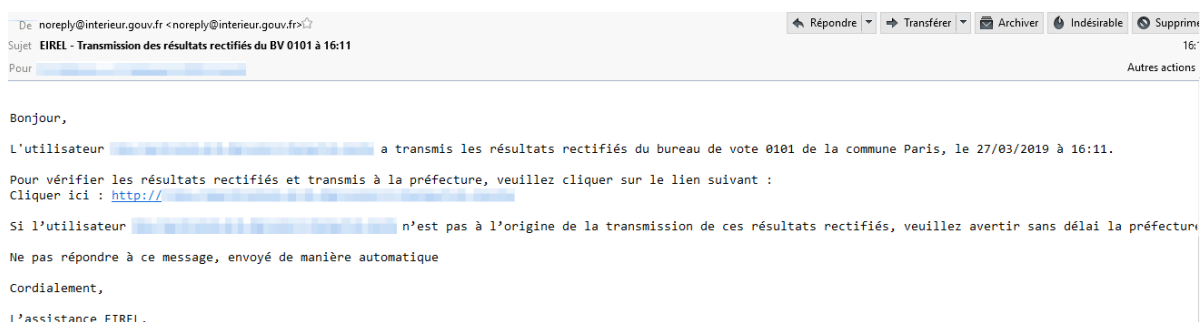 De noreply@interieur.gouv.fr <noreply@interieur.gouv.fr>
Répondre Transférer Archiver Indésirable Supprime
Sujet EIREL - Transmission des résultats rectifiés du BV 0101 à 16:11
16:1
Pour
Autres actions
Bonjour,
L'utilisateur a transmis les résultats rectifiés du bureau de vote 0101 de la commune Paris, le 27/03/2019 à 16:11.
Pour vérifier les résultats rectifiés et transmis à la préfecture, veuillez cliquer sur le lien suivant :
Cliquer ici : http://
Si l’utilisateur n’est pas à l’origine de la transmission de ces résultats rectifiés, veuillez avertir sans délai la préfecture
Ne pas répondre à ce message, envoyé de manière automatique
Cordialement,
L’assistance EIREL.